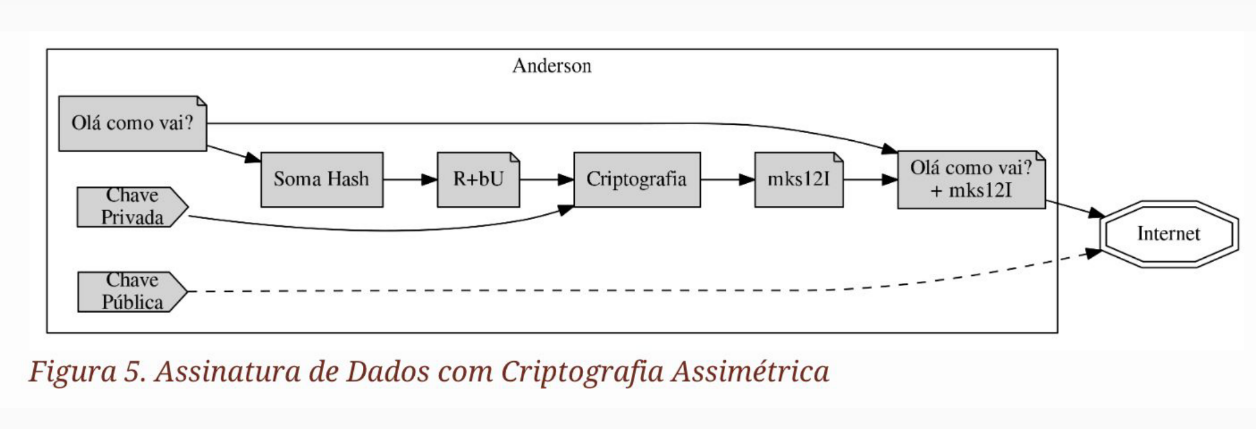 Anderson
Olá como vai?
Soma Hash
R+bU
Criptografia
mks12I
Olá como vai?
+ mks12I
Chave
Privada
Internet
Chave
Pública
Figura 5. Assinatura de Dados com Criptografia Assimétrica